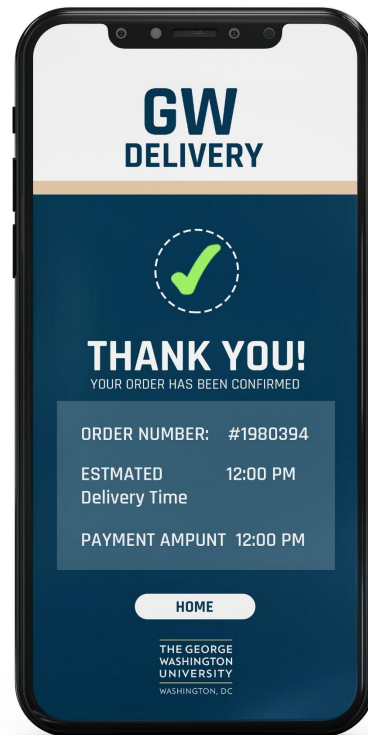 GW
DELIVERY
THANK YOU!
YOUR ORDER HAS BEEN CONFIRMED
ORDER NUMBER: #1980394
ESTMATED 12:00 PM
Delivery Time
PAYMENT AMPUNT 12:00 PM
HOME
THE GEORGE
WASHINGTON
UNIVERSITY
WASHINGTON, DC